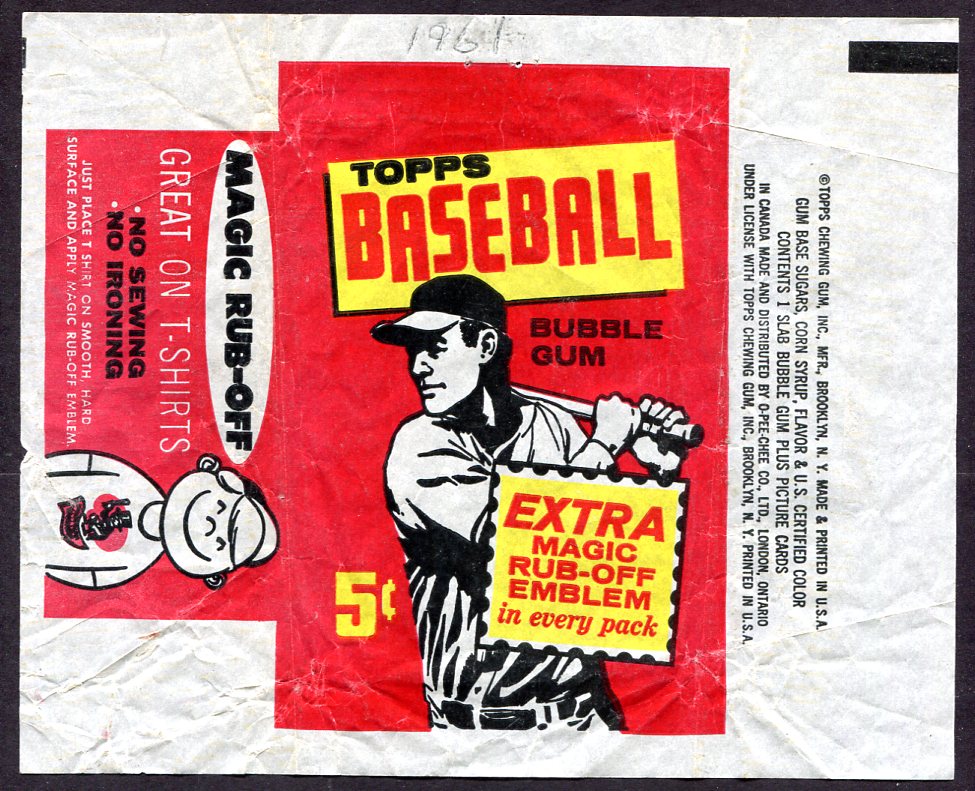 1961
TOPPS
BASEBALL
BUBBLE
GUM
EXTRA
MAGIC
RUB-OFF
EMBLEM
in every pack
5¢
MAGIC RUB-OFF
GREAT ON T-SHIRTS
• NO SEWING
• NO IRONING
JUST PLACE T SHIRT ON SMOOTH, HARD
SURFACE AND APPLY MAGIC RUB-OFF EMBLEM.
©TOPPS CHEWING GUM, INC., MFR., BROOKLYN, N. Y. MADE & PRINTED IN U.S.A.
GUM BASE SUGARS, CORN SYRUP, FLAVOR & U.S. CERTIFIED COLOR
CONTENTS 1 SLAB BUBBLE GUM PLUS PICTURE CARDS
IN CANADA MADE AND DISTRIBUTED BY O-PEE-CHEE CO., LTD., LONDON, ONTARIO
UNDER LICENSE WITH TOPPS CHEWING GUM, INC., BROOKLYN, N. Y. PRINTED IN U.S.A.